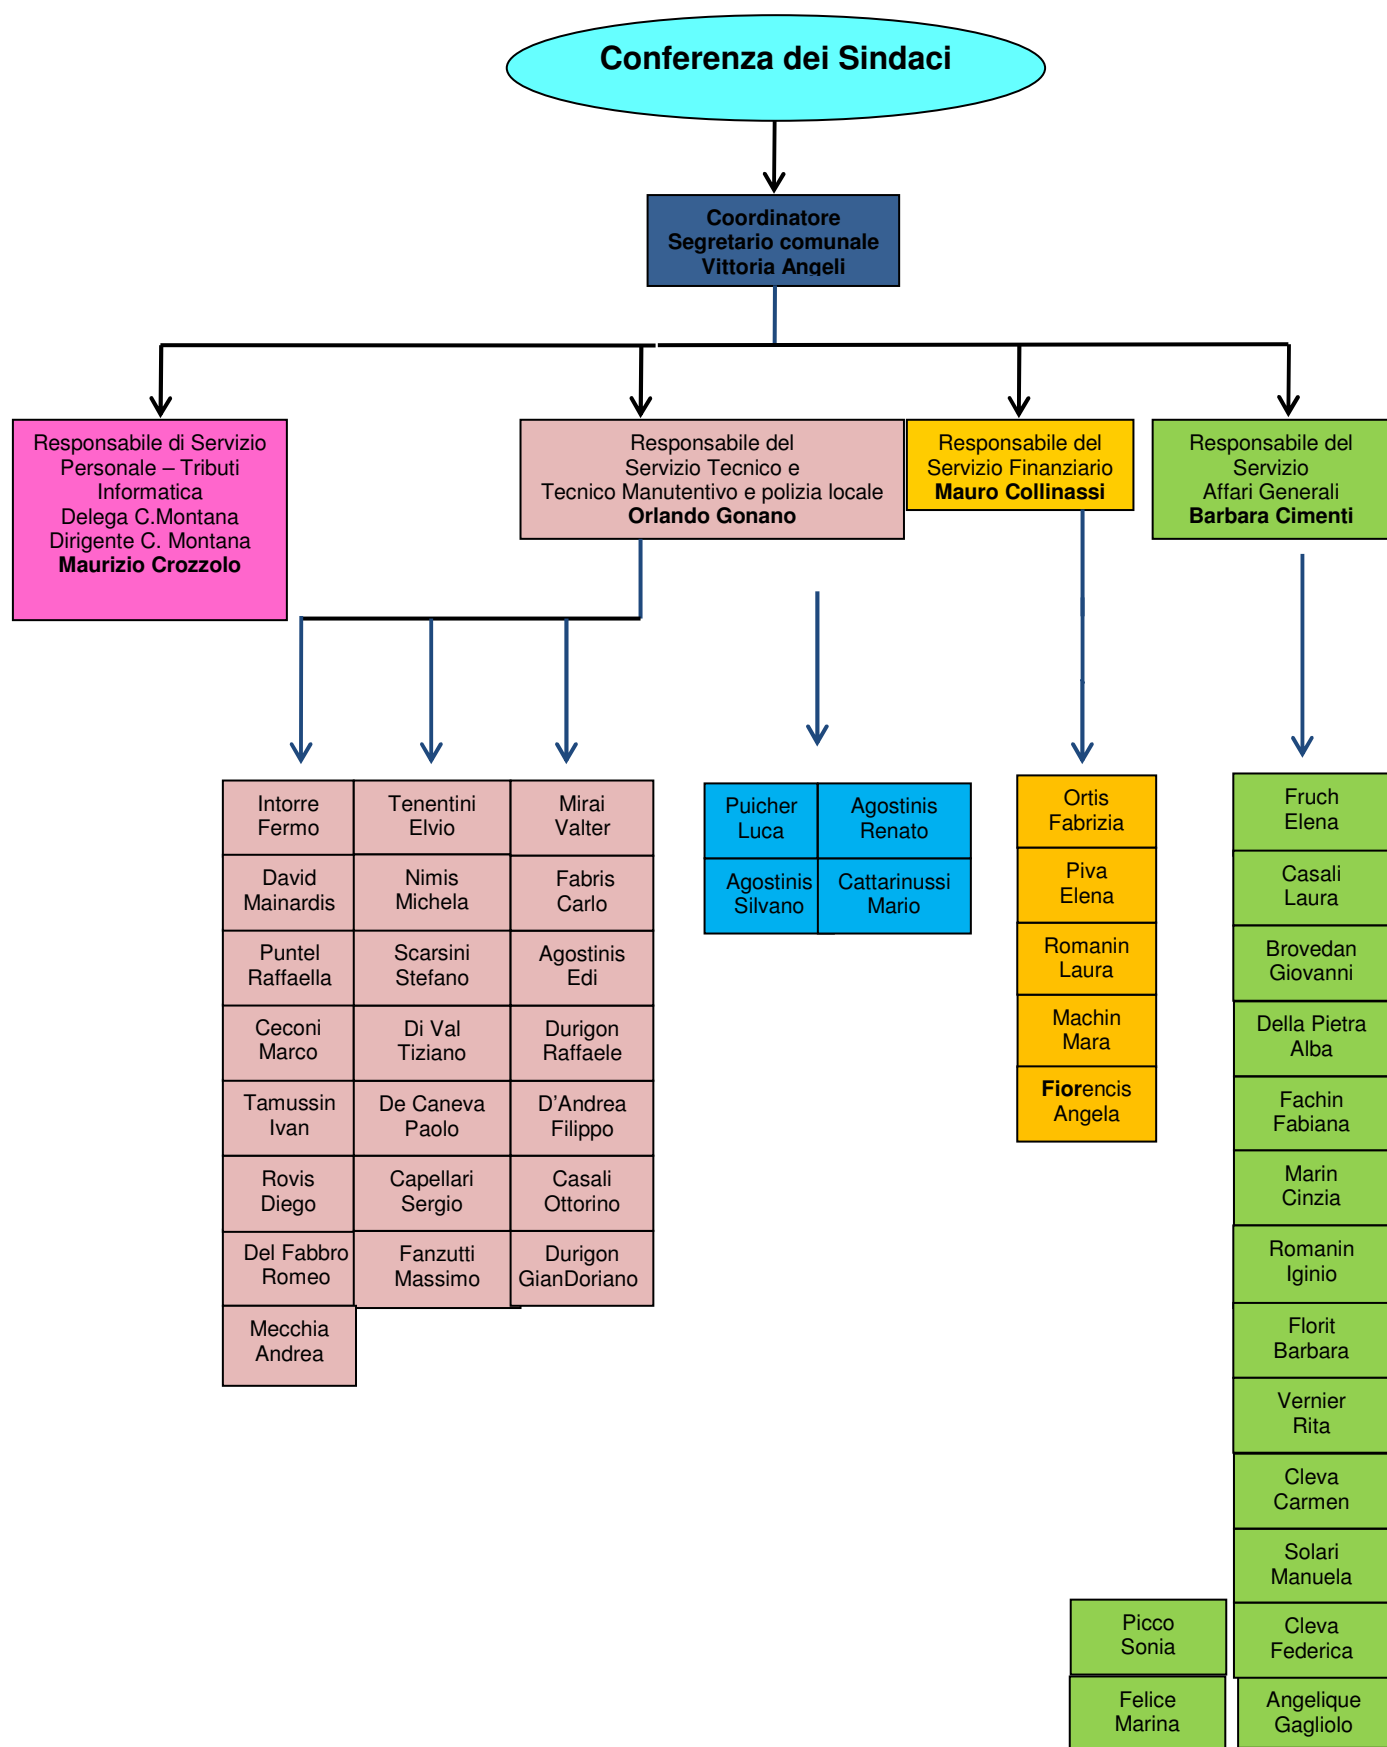 Conferenza dei Sindaci
Coordinatore
Segretario comunale
Vittoria Angeli
Responsabile di Servizio
Personale – Tributi
Informatica
Delega C.Montana
Dirigente C. Montana
Maurizio Crozzolo
Responsabile del
Servizio Tecnico e
Tecnico Manutentivo e polizia locale
Orlando Gonano
Responsabile del
Servizio Finanziario
Mauro Collinassi
Responsabile del
Servizio
Affari Generali
Barbara Cimenti
Intorre
Fermo
David
Mainardis
Puntel
Raffaella
Ceconi
Marco
Tamussin
Ivan
Rovis
Diego
Del Fabbro
Romeo
Mecchia
Andrea
Tenentini
Elvio
Nimis
Michela
Scarsini
Stefano
Di Val
Tiziano
De Caneva
Paolo
Capellari
Sergio
Fanzutti
Massimo
Mirai
Valter
Fabris
Carlo
Agostinis
Edi
Durigon
Raffaele
D'Andrea
Filippo
Casali
Ottorino
Durigon
GianDoriano
Puicher
Luca
Agostinis
Silvano
Agostinis
Renato
Cattarinussi
Mario
Ortis
Fabrizia
Piva
Elena
Romanin
Laura
Machin
Mara
Fiorencis
Angela
Fruch
Elena
Casali
Laura
Brovedan
Giovanni
Della Pietra
Alba
Fachin
Fabiana
Marin
Cinzia
Romanin
Iginio
Florit
Barbara
Vernier
Rita
Cleva
Carmen
Solari
Manuela
Cleva
Federica
Angelique
Gagliolo
Picco
Sonia
Felice
Marina